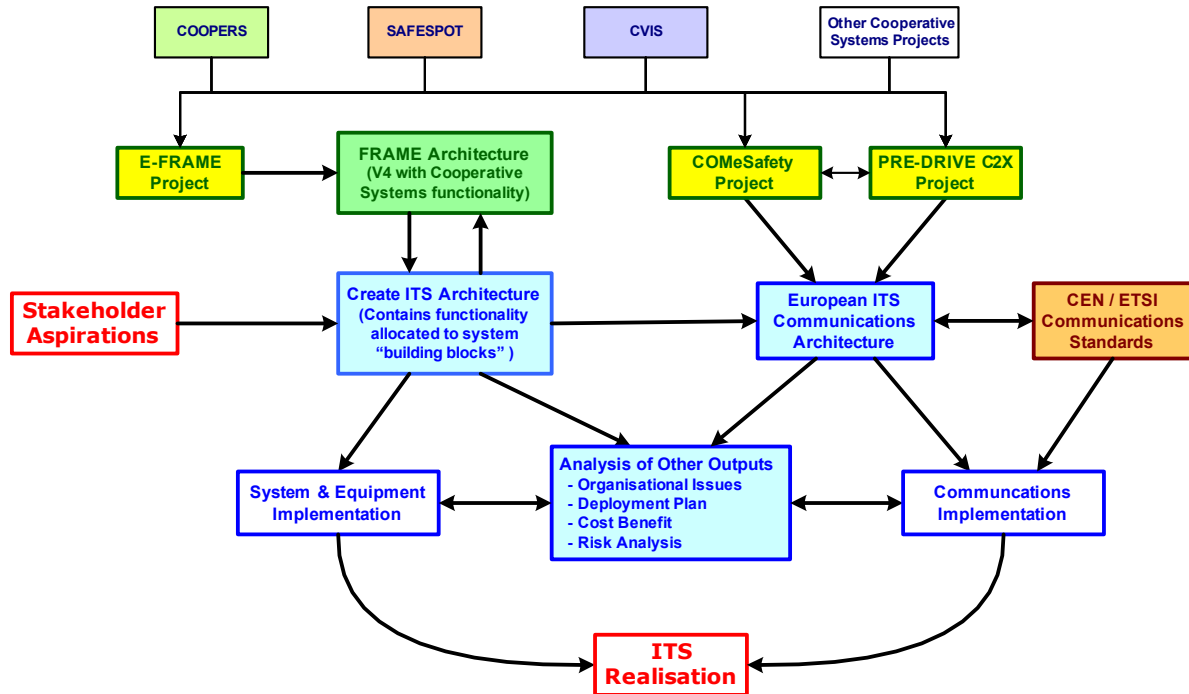 COOPERS
SAFESPOT
CVIS
Other Cooperative
Systems Projects
E-FRAME
Project
FRAME Architecture
(V4 with Cooperative
Systems functionality)
COMeSafety
Project
PRE-DRIVE C2X
Project
Stakeholder
Aspirations
Create ITS Architecture
(Contains functionality
allocated to system
“building blocks” )
European ITS
Communications
Architecture
CEN / ETSI
Communications
Standards
System & Equipment
Implementation
Analysis of Other Outputs
- Organisational Issues
- Deployment Plan
- Cost Benefit
- Risk Analysis
Communcations
Implementation
ITS
Realisation